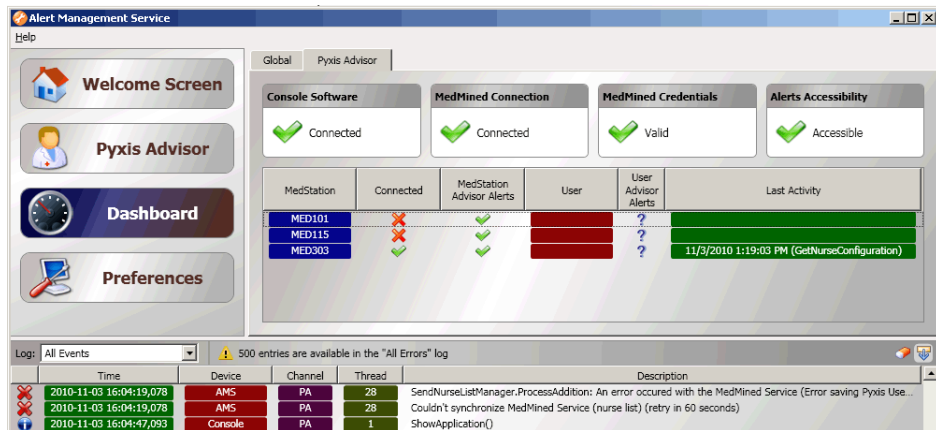 Alert Management Service
Help
Welcome Screen
Pyxis Advisor
Dashboard
Preferences
Global Pyxis Advisor
Console Software MedMined Connection MedMined Credentials Alerts Accessibility
Connected Connected Valid Accessible
MedStation Connected MedStation Advisor Alerts User User Advisor Alerts Last Activity
MED101 ?
MED115 ?
MED303 ? 11/3/2010 1:19:03 PM (GetNurseConfiguration)
Log: All Events 500 entries are available in the "All Errors" log
Time Device Channel Thread Description
2010-11-03 16:04:19,078 AMS PA 28 SendNurseListManager.ProcessAddition: An error occured with the MedMined Service (Error saving Pyxis Use...
2010-11-03 16:04:19,078 AMS PA 28 Couldn't synchronize MedMined Service (nurse list) (retry in 60 seconds)
2010-11-03 16:04:47,093 Console PA 1 ShowApplication()